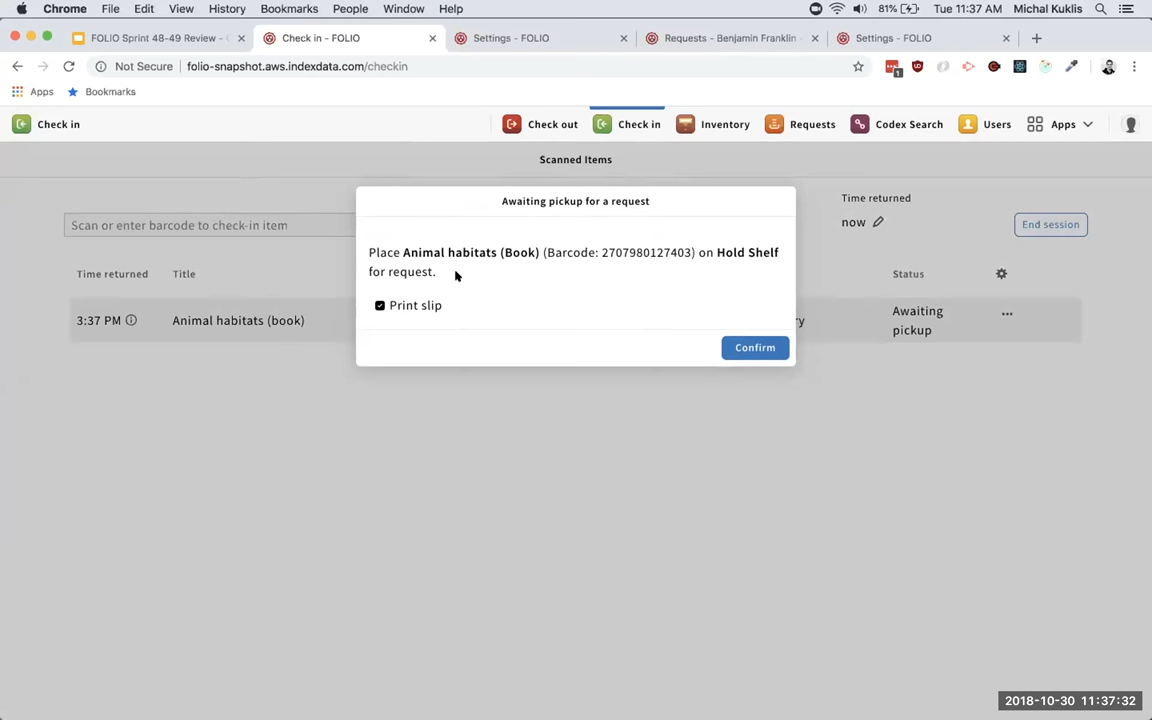 Chrome File Edit View History Bookmarks People Window Help 81% Tue 11:37 AM Michal Kuklis
FOLIO Sprint 48-49 Review - Check in - FOLIO Settings - FOLIO Requests - Benjamin Franklin Settings - FOLIO
Not Secure folio-snapshot.aws.indexdata.com/checkin 1
Apps Bookmarks
Check in Check out Check in Inventory Requests Codex Search Users Apps
Scanned Items
Awaiting pickup for a request
Time returned
Scan or enter barcode to check-in item now End session
Place Animal habitats (Book) (Barcode: 2707980127403) on Hold Shelf
for request.
Time returned Title Status
Print slip
3:37 PM Animal habitats (book) ry Awaiting
pickup
Confirm
2018-10-30 11:37:32